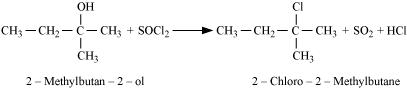 OH Cl
CH3 − CH2 − C − CH3 + SOCl2 ⟶ CH3 − CH2 − C − CH3 + SO2 + HCl
CH3 CH3
2 − Methylbutan − 2 − ol 2 − Chloro − 2 − Methylbutane